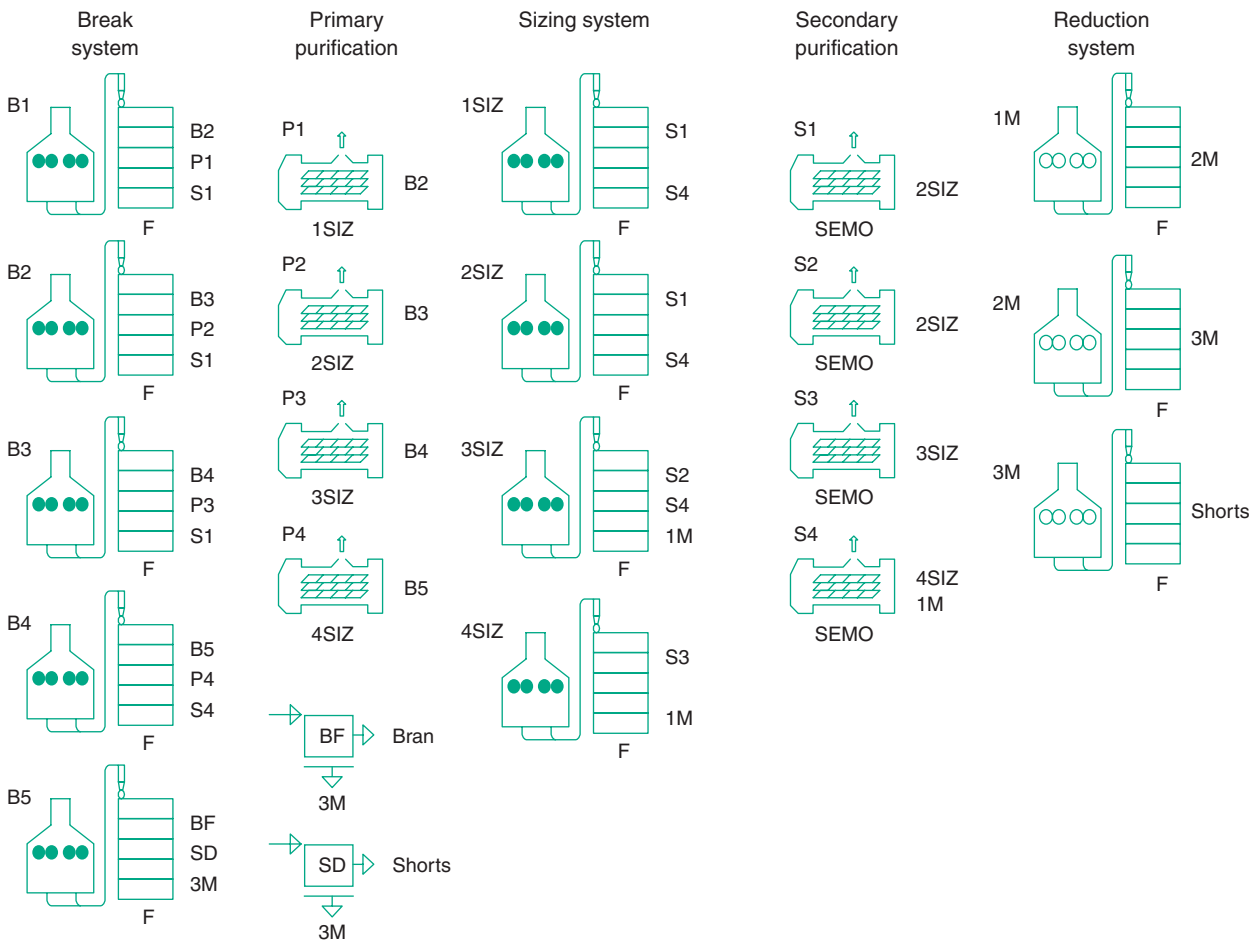 Break
system
Primary
purification
Sizing system
Secondary
purification
Reduction
system
B1
B2
P1
S1
F
B2
B3
P2
S1
F
B3
B4
P3
S1
F
B4
B5
P4
S4
F
B5
BF
SD
3M
F
P1
B2
1SIZ
P2
B3
2SIZ
P3
B4
3SIZ
P4
B5
4SIZ
BF
Bran
3M
SD
Shorts
3M
1SIZ
S1
S4
F
2SIZ
S1
S4
F
3SIZ
S2
S4
1M
F
4SIZ
S3
1M
F
S1
2SIZ
SEMO
S2
2SIZ
SEMO
S3
3SIZ
SEMO
S4
4SIZ
1M
SEMO
1M
2M
F
2M
3M
F
3M
Shorts
F